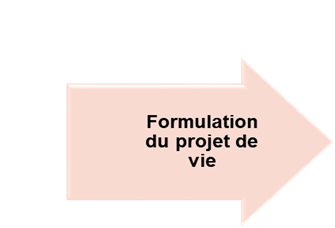 Formulation
du projet de
vie